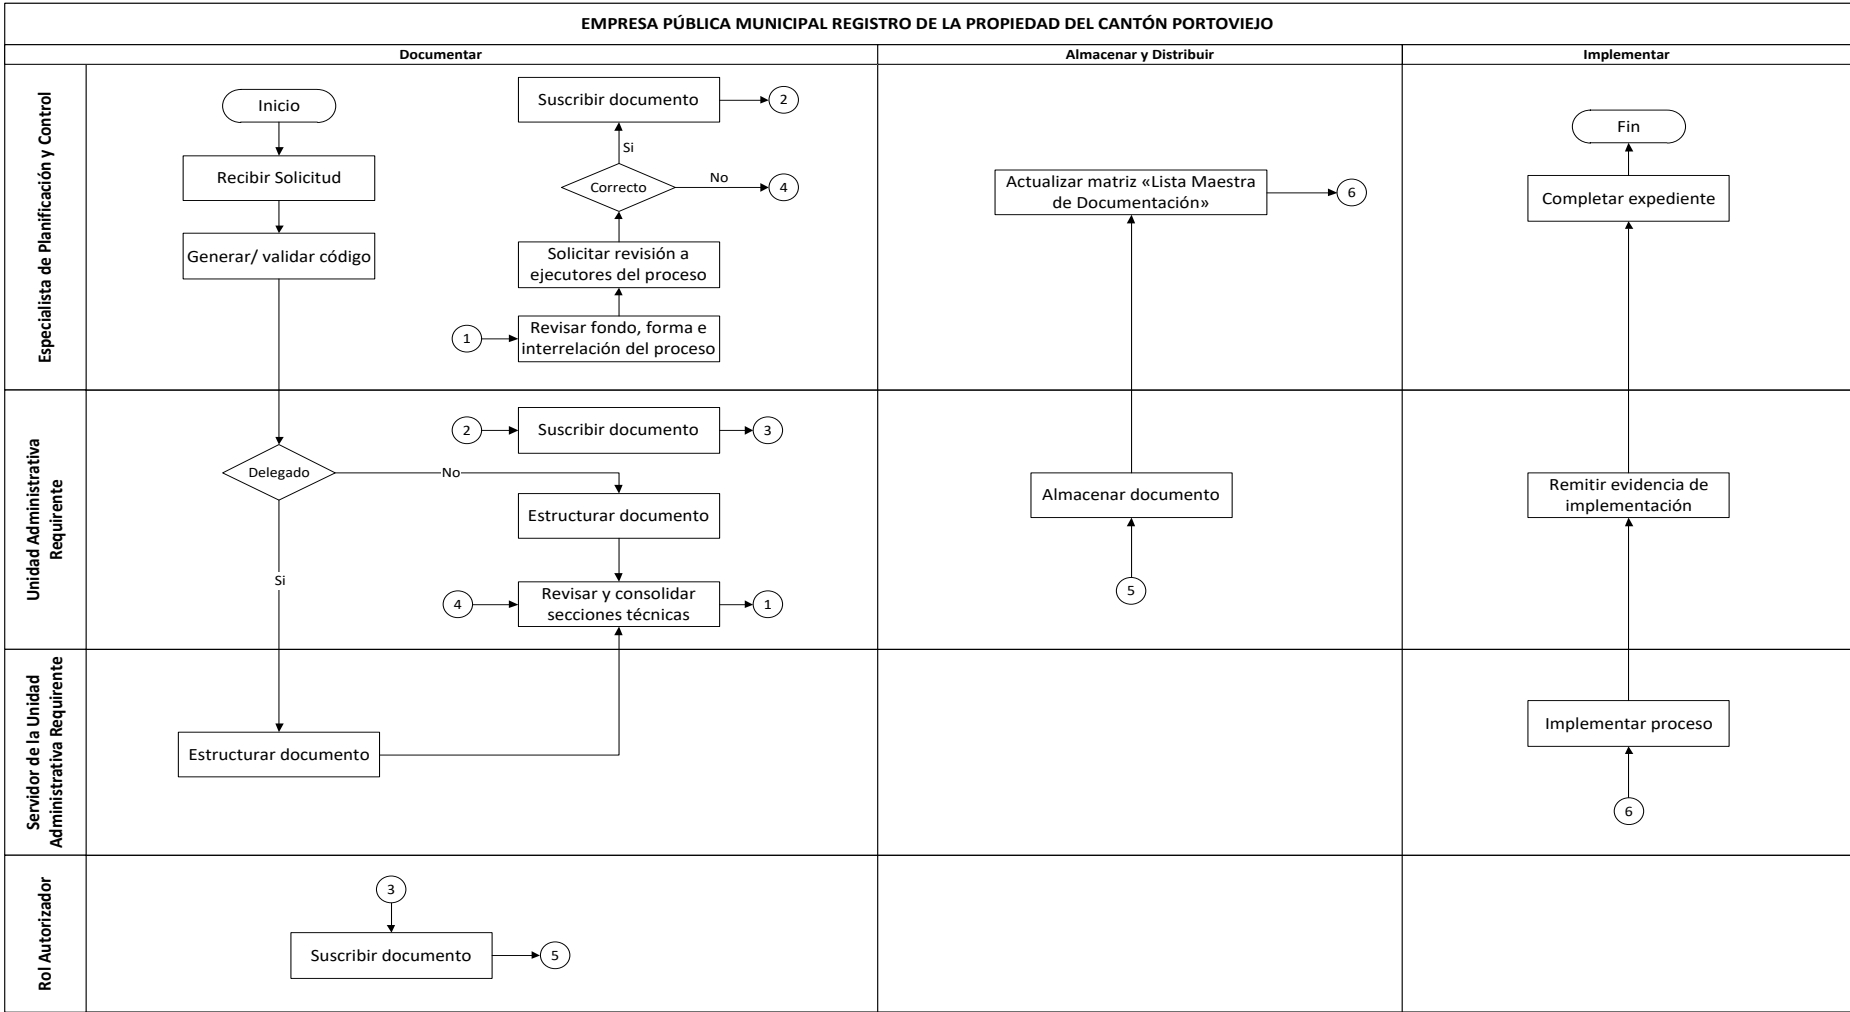 EMPRESA PÚBLICA MUNICIPAL REGISTRO DE LA PROPIEDAD DEL CANTÓN PORTOVIEJO
Documentar
Almacenar y Distribuir
Implementar
Especialista de Planificación y Control
Inicio
Recibir Solicitud
Generar/ validar código
Suscribir documento
2
Si
Correcto
No
4
Solicitar revisión a
ejecutores del proceso
1
Revisar fondo, forma e
interrelación del proceso
Actualizar matriz «Lista Maestra
de Documentación»
6
Fin
Completar expediente
Unidad Administrativa
Requirente
Delegado
No
Si
2
Suscribir documento
3
Estructurar documento
4
Revisar y consolidar
secciones técnicas
1
Almacenar documento
5
Remitir evidencia de
implementación
Servidor de la Unidad
Administrativa Requirente
Estructurar documento
Implementar proceso
6
Rol Autorizador
3
Suscribir documento
5